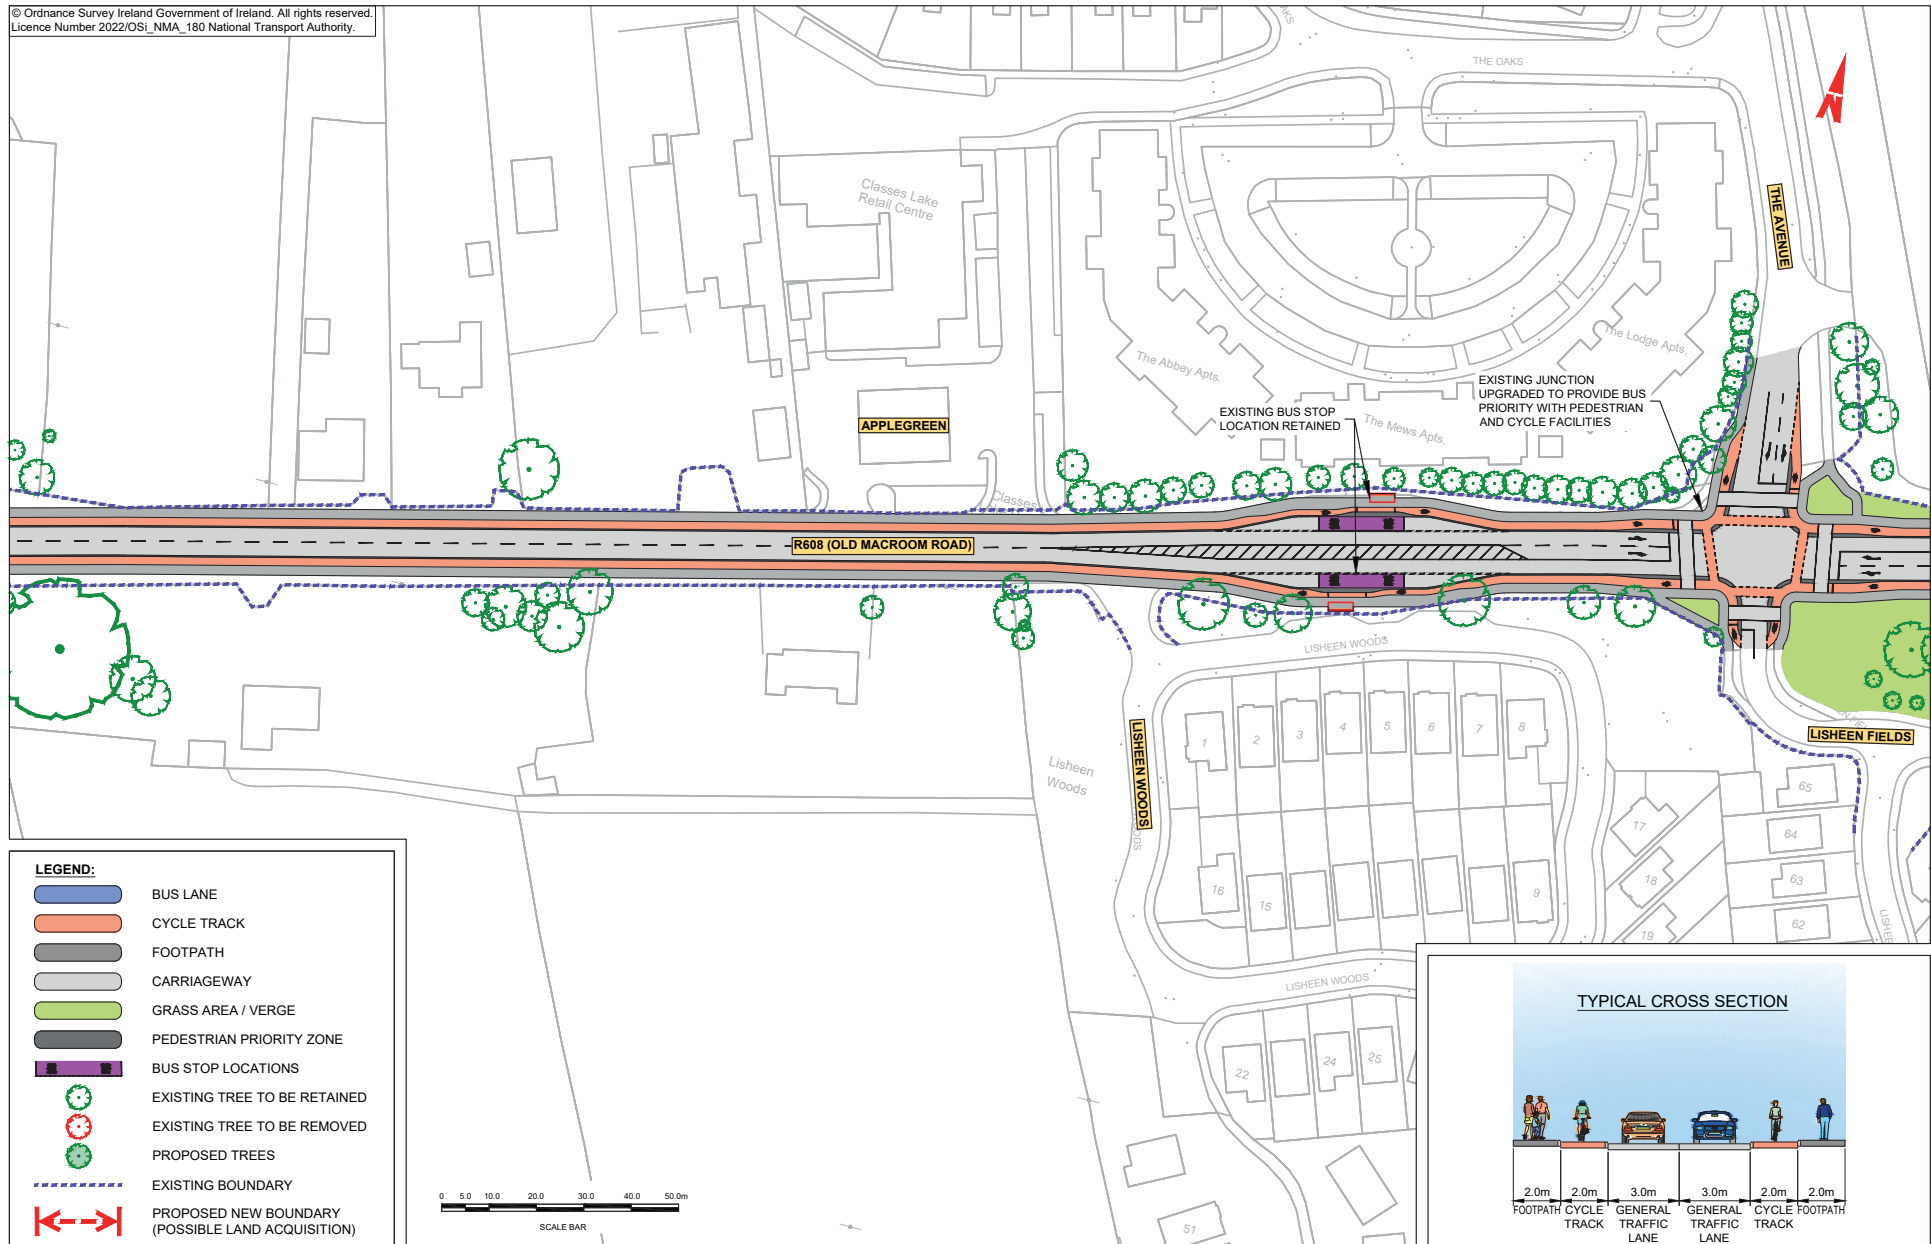 © Ordnance Survey Ireland Government of Ireland. All rights reserved.
Licence Number 2022/OSi_NMA_180 National Transport Authority.
OAKS
THE OAKS
N
Classes Lake
Retail Centre
THE AVENUE
The Abbey Apts.
The Lodge Apts.
The Mews Apts.
EXISTING JUNCTION
UPGRADED TO PROVIDE BUS
PRIORITY WITH PEDESTRIAN
AND CYCLE FACILITIES
EXISTING BUS STOP
LOCATION RETAINED
APPLEGREEN
Classes
R608 (OLD MACROOM ROAD)
LISHEEN WOODS
LISHEEN WOODS
Lisheen
Woods
LISHEEN FIELDS
1
2
3
4
5
6
7
8
16
15
9
17
18
19
65
64
63
62
LISHEEN WOODS
22
24
25
51
LEGEND:
BUS LANE
CYCLE TRACK
FOOTPATH
CARRIAGEWAY
GRASS AREA / VERGE
PEDESTRIAN PRIORITY ZONE
BUS STOP LOCATIONS
EXISTING TREE TO BE RETAINED
EXISTING TREE TO BE REMOVED
PROPOSED TREES
EXISTING BOUNDARY
PROPOSED NEW BOUNDARY
(POSSIBLE LAND ACQUISITION)
0 5.0 10.0 20.0 30.0 40.0 50.0m
SCALE BAR
TYPICAL CROSS SECTION
2.0m 2.0m 3.0m 3.0m 2.0m 2.0m
FOOTPATH CYCLE GENERAL GENERAL CYCLE FOOTPATH
TRACK TRAFFIC TRAFFIC TRACK
LANE LANE